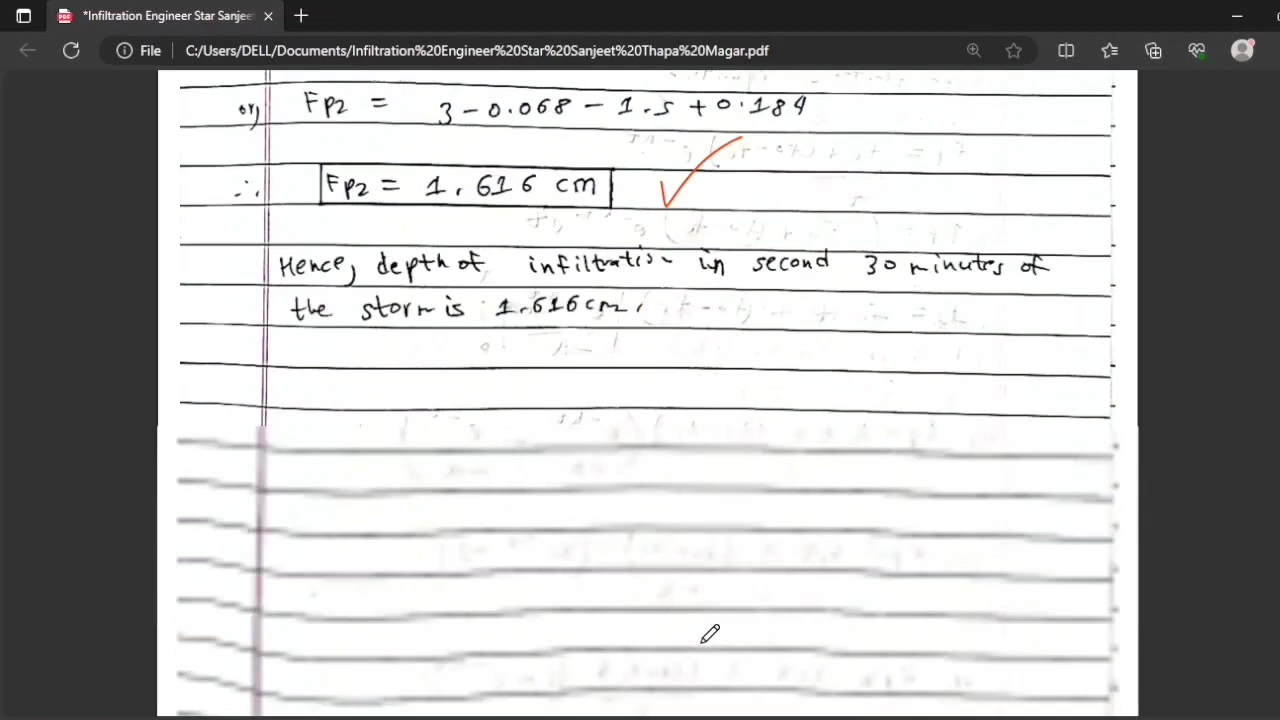 *Infiltration Engineer Star Sanjee
File
C:/Users/DELL/Documents/Infiltration%20Engineer%20Star%20Sanjeet%20Thapa%20Magar.pdf
or, Fp2 = 3 - 0.068 - 1.5 + 0.184
∴ Fp2 = 1.616 cm
Hence, depth of infiltration in second 30 minutes of
the storm is 1.616 cm.